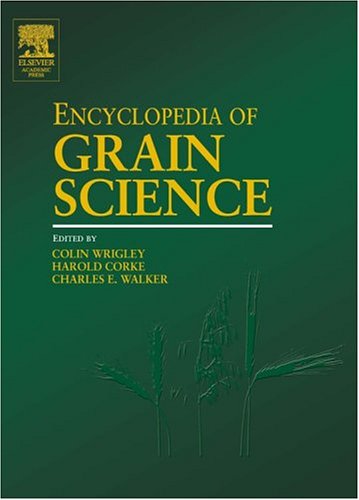 ELSEVIER
ACADEMIC
PRESS
ENCYCLOPEDIA OF
GRAIN
SCIENCE
EDITED BY
COLIN WRIGLEY
HAROLD CORKE
CHARLES E. WALKER